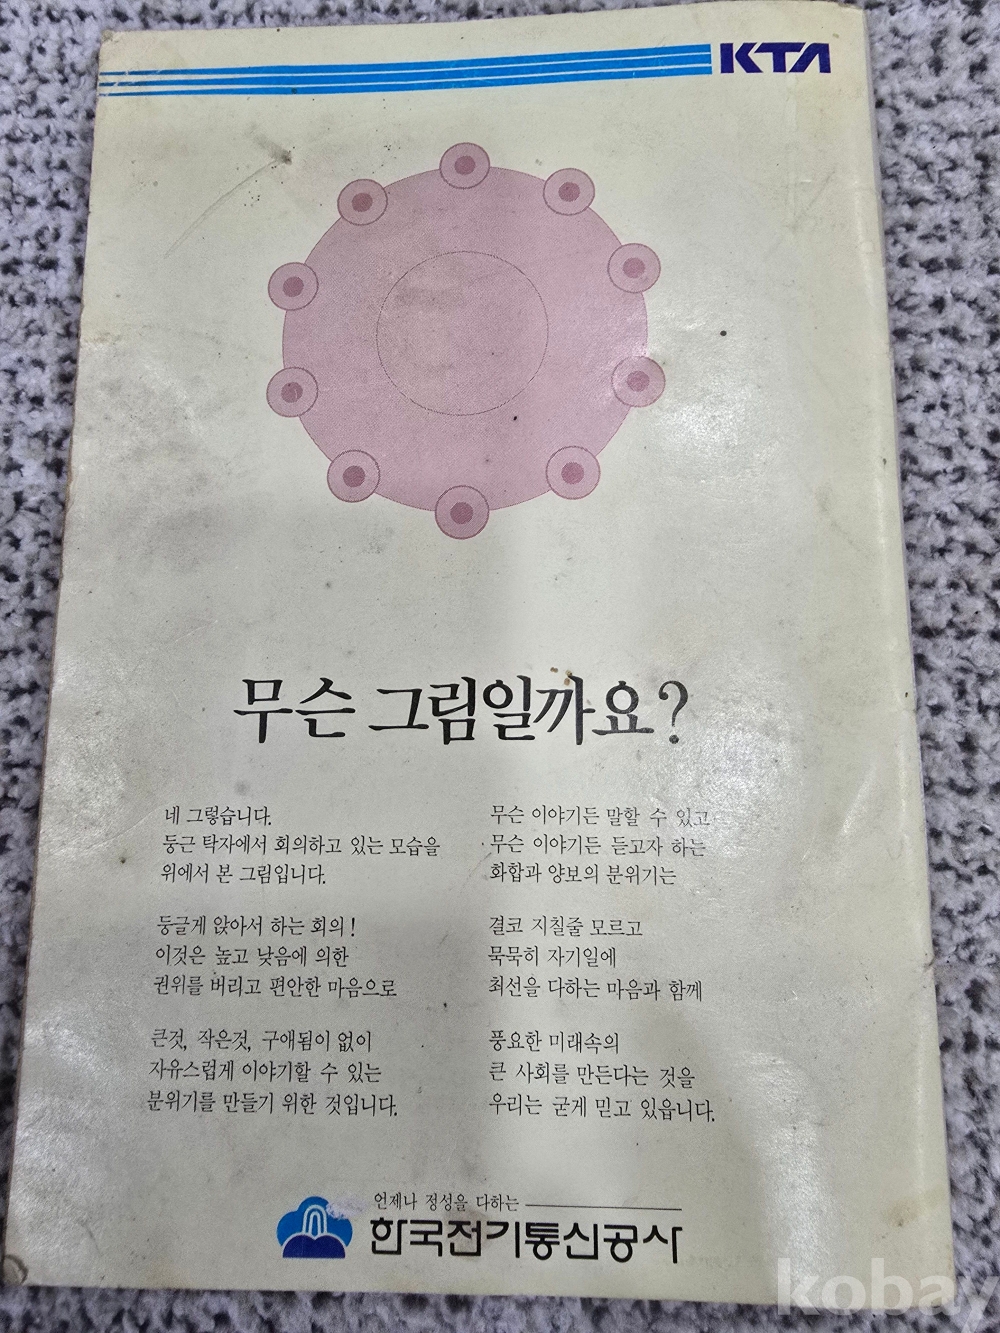 KTA
무슨 그림일까요?
네 그렇습니다.
둥근 탁자에서 회의하고 있는 모습을
위에서 본 그림입니다.
둥글게 앉아서 하는 회의!
이것은 높고 낮음에 의한
권위를 버리고 편안한 마음으로
큰것, 작은것, 구애됨이 없이
자유스럽게 이야기할 수 있는
분위기를 만들기 위한 것입니다.
무슨 이야기든 말할 수 있고
무슨 이야기든 듣고자 하는
화합과 양보의 분위기는
결코 지칠줄 모르고
묵묵히 자기일에
최선을 다하는 마음과 함께
풍요한 미래속의
큰 사회를 만든다는 것을
우리는 굳게 믿고 있읍니다.
언제나 정성을 다하는
한국전기통신공사
kobay